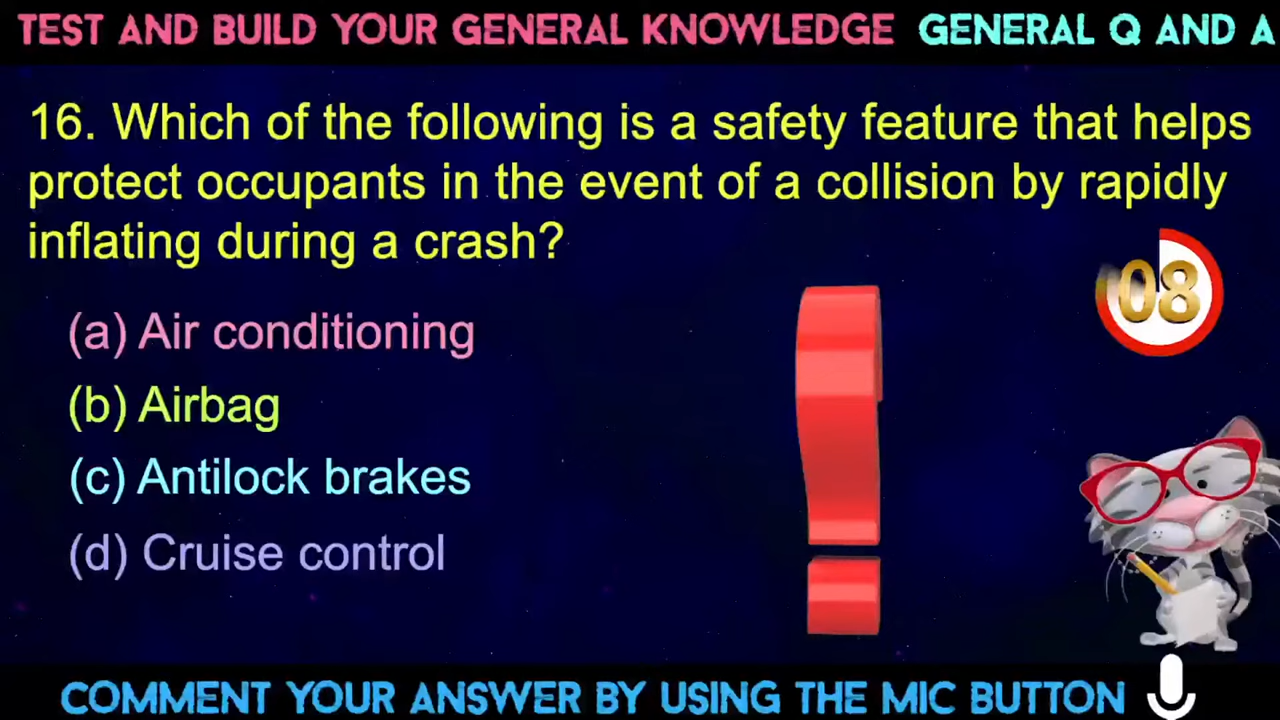 TEST AND BUILD YOUR GENERAL KNOWLEDGE GENERAL Q AND A
16. Which of the following is a safety feature that helps
protect occupants in the event of a collision by rapidly
inflating during a crash?
08
(a) Air conditioning
(b) Airbag
(c) Antilock brakes
(d) Cruise control
COMMENT YOUR ANSWER BY USING THE MIC BUTTON